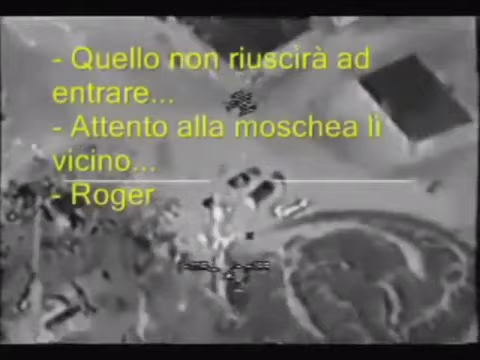 - Quello non riuscirà ad
entrare...
- Attento alla moschea lì
vicino...
- Roger